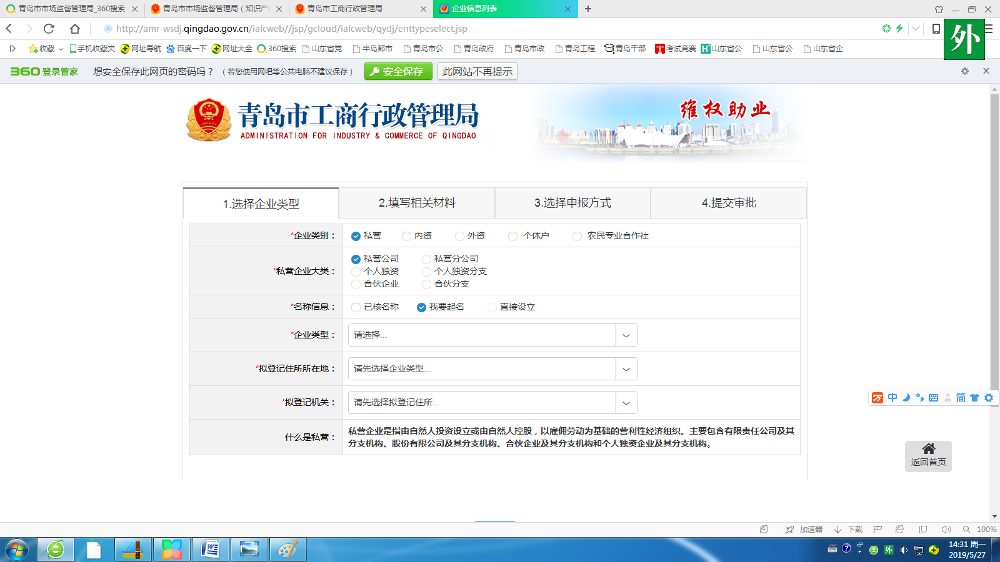 青岛市市场监督管理局_360搜索
青岛市市场监督管理局（知识产
青岛市工商行政管理局
企业信息列表
http://amr-wsdj.qingdao.gov.cn/iaicweb//jsp/gcloud/iaicweb/qydj/enttypeselect.jsp
外
收藏 手机收藏夹 网址导航 百度一下 网址大全 360搜索 山东省党 半岛都市 青岛市公 青岛政府 青岛市政 青岛工程 青岛干部 考试竞赛 山东省公 山东省公 山东省企
360登录管家 想安全保存此网页的密码吗？（若您使用网吧等公共电脑不建议保存） 安全保存 此网站不再提示
青岛市工商行政管理局
ADMINISTRATION FOR INDUSTRY & COMMERCE OF QINGDAO
维权助业
1.选择企业类型 2.填写相关材料 3.选择申报方式 4.提交审批
*企业类别： 私营 内资 外资 个体户 农民专业合作社
*私营企业大类： 私营公司 私营分公司
个人独资 个人独资分支
合伙企业 合伙分支
*名称信息： 已核名称 我要起名 直接设立
*企业类型： 请选择...
*拟登记住所所在地： 请先选择企业类型...
*拟登记机关： 请先选择拟登记住所...
什么是私营： 私营企业是指由自然人投资设立或由自然人控股，以雇佣劳动为基础的营利性经济组织。主要包含有限责任公司及其
分支机构、股份有限公司及其分支机构、合伙企业及其分支机构和个人独资企业及其分支机构。
中 简
返回首页
加速器 下载 100%
外
14:31 周一
2019/5/27